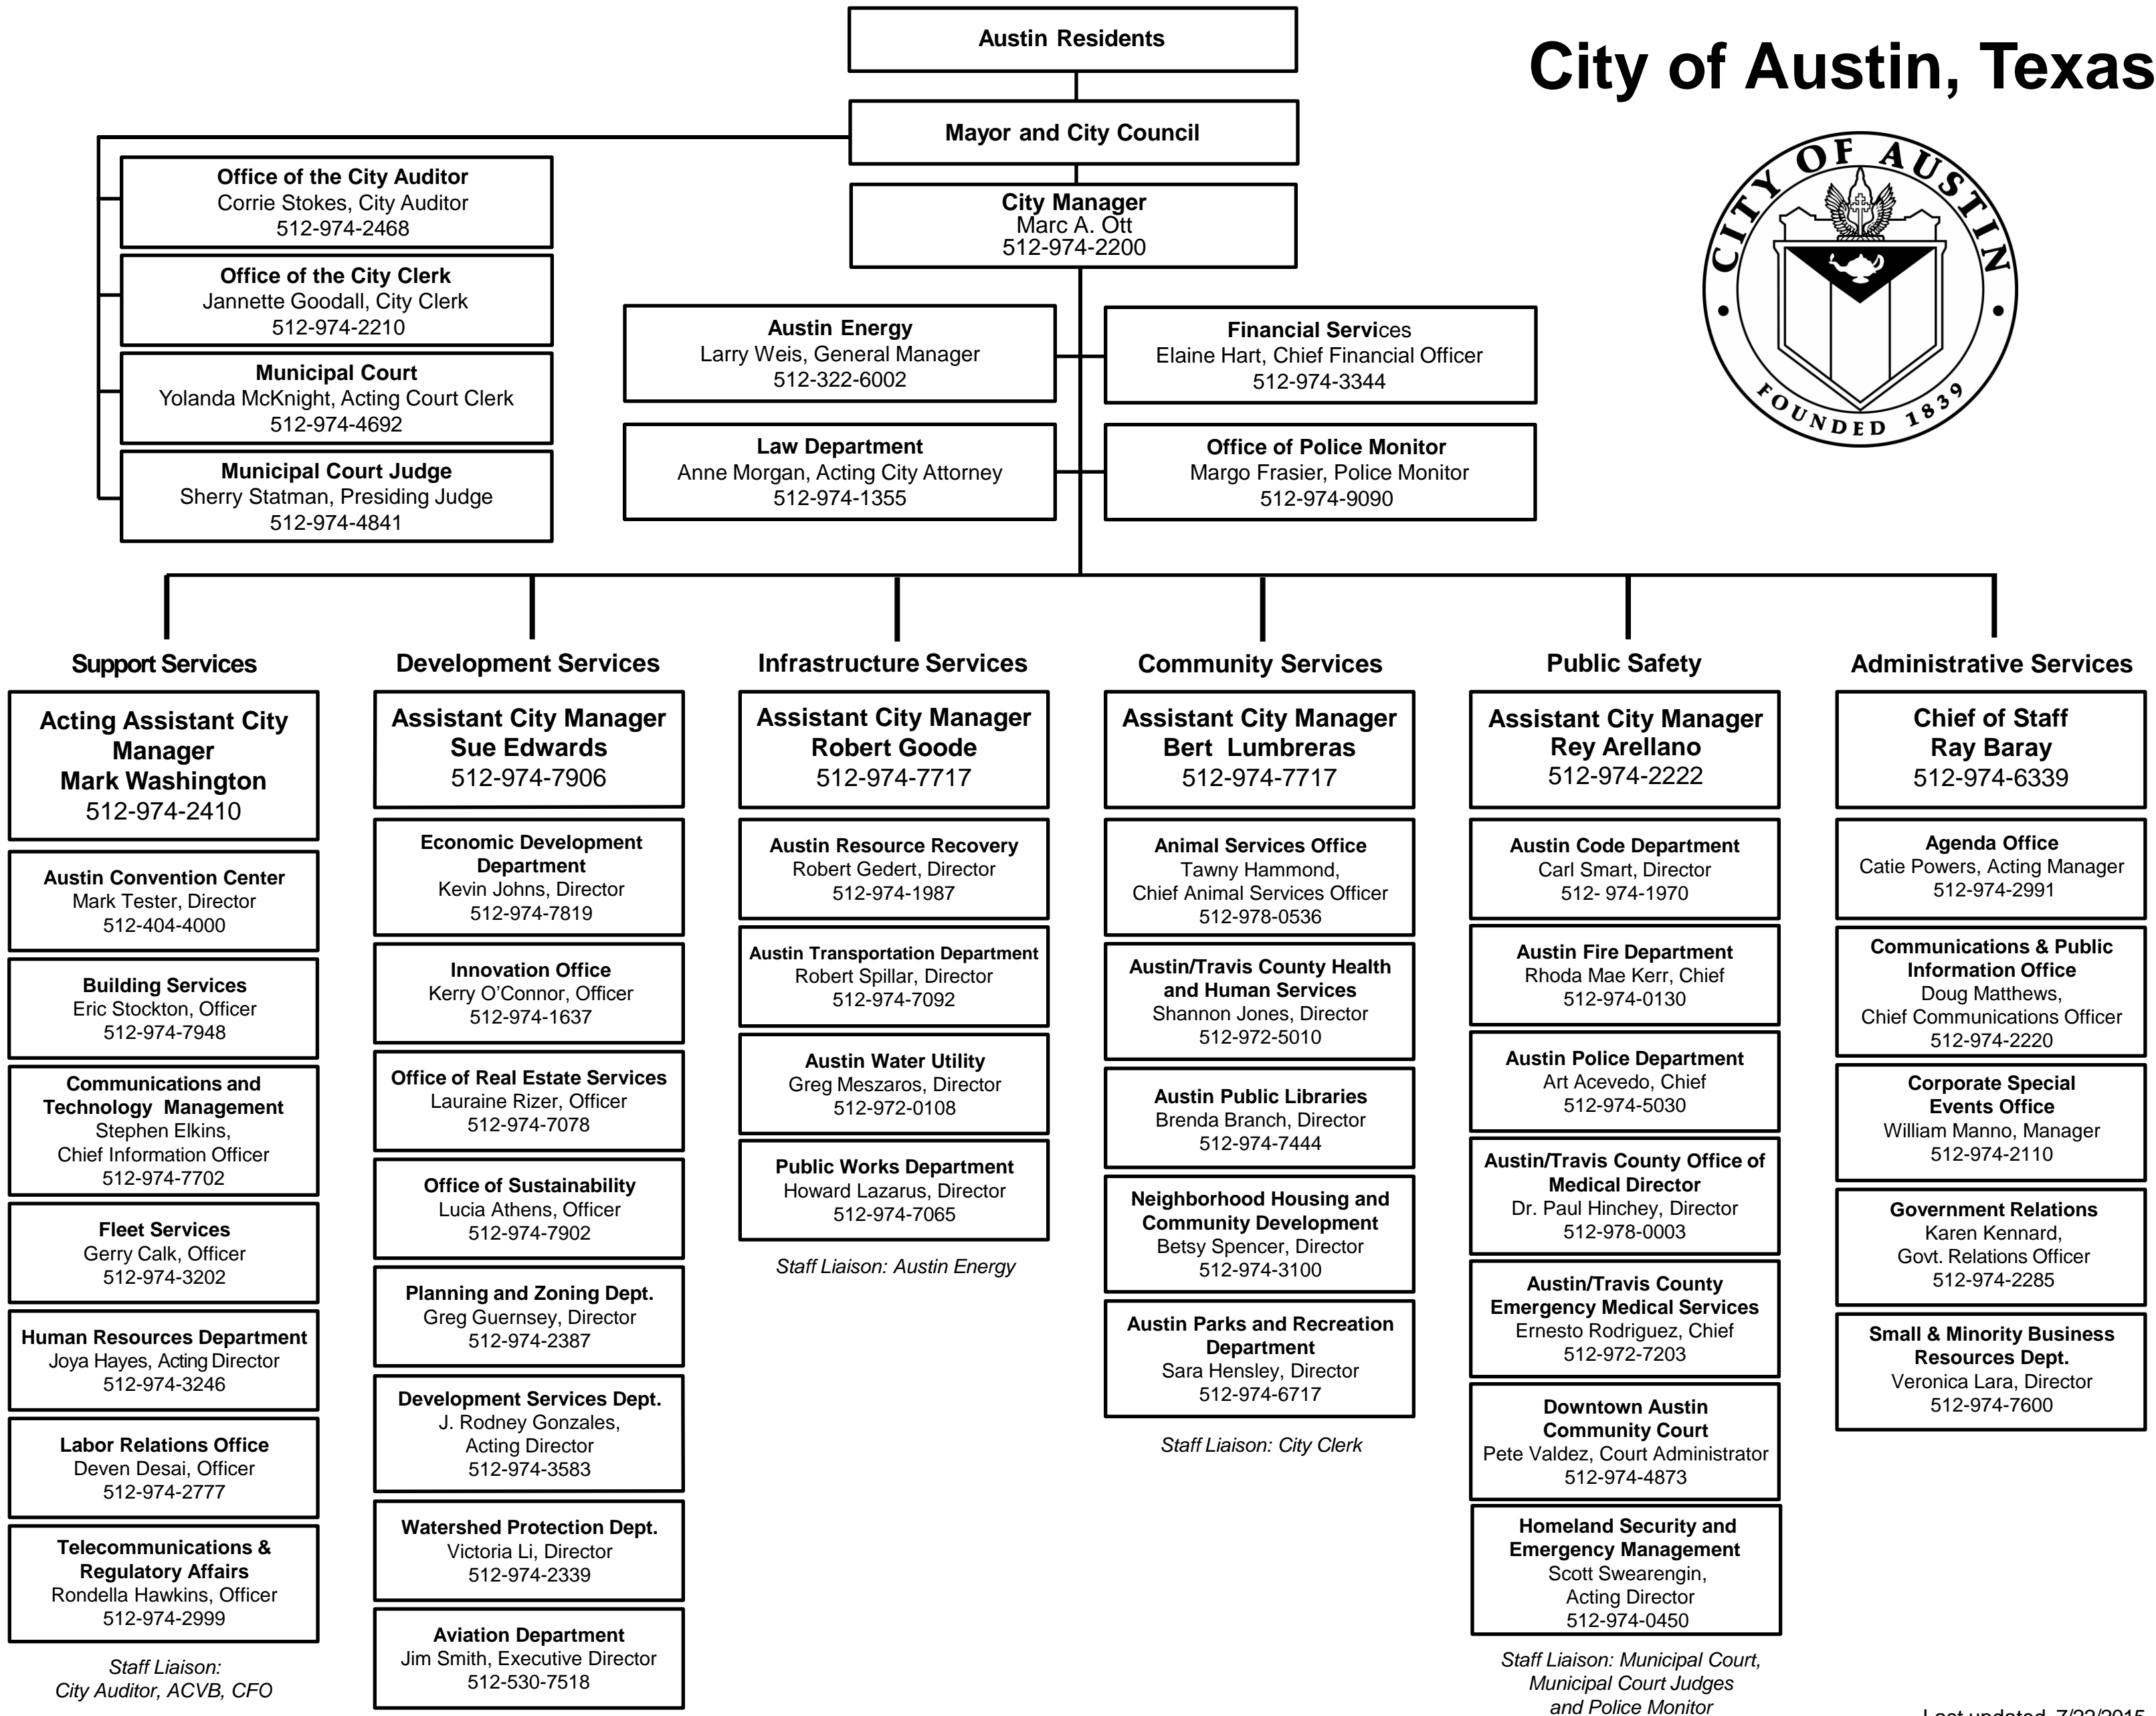 Austin Residents
City of Austin, Texas
Mayor and City Council
CITY OF AUSTIN
FOUNDED 1839
Office of the City Auditor
Corrie Stokes, City Auditor
512-974-2468
City Manager
Marc A. Ott
512-974-2200
Office of the City Clerk
Jannette Goodall, City Clerk
512-974-2210
Municipal Court
Yolanda McKnight, Acting Court Clerk
512-974-4692
Municipal Court Judge
Sherry Statman, Presiding Judge
512-974-4841
Austin Energy
Larry Weis, General Manager
512-322-6002
Financial Services
Elaine Hart, Chief Financial Officer
512-974-3344
Law Department
Anne Morgan, Acting City Attorney
512-974-1355
Office of Police Monitor
Margo Frasier, Police Monitor
512-974-9090
Support Services
Acting Assistant City
Manager
Mark Washington
512-974-2410
Austin Convention Center
Mark Tester, Director
512-404-4000
Building Services
Eric Stockton, Officer
512-974-7948
Communications and
Technology Management
Stephen Elkins,
Chief Information Officer
512-974-7702
Fleet Services
Gerry Calk, Officer
512-974-3202
Human Resources Department
Joya Hayes, Acting Director
512-974-3246
Labor Relations Office
Deven Desai, Officer
512-974-2777
Telecommunications &
Regulatory Affairs
Rondella Hawkins, Officer
512-974-2999
Staff Liaison:
City Auditor, ACVB, CFO
Development Services
Assistant City Manager
Sue Edwards
512-974-7906
Economic Development
Department
Kevin Johns, Director
512-974-7819
Innovation Office
Kerry O’Connor, Officer
512-974-1637
Office of Real Estate Services
Lauraine Rizer, Officer
512-974-7078
Office of Sustainability
Lucia Athens, Officer
512-974-7902
Planning and Zoning Dept.
Greg Guernsey, Director
512-974-2387
Development Services Dept.
J. Rodney Gonzales,
Acting Director
512-974-3583
Watershed Protection Dept.
Victoria Li, Director
512-974-2339
Aviation Department
Jim Smith, Executive Director
512-530-7518
Infrastructure Services
Assistant City Manager
Robert Goode
512-974-7717
Austin Resource Recovery
Robert Gedert, Director
512-974-1987
Austin Transportation Department
Robert Spillar, Director
512-974-7092
Austin Water Utility
Greg Meszaros, Director
512-972-0108
Public Works Department
Howard Lazarus, Director
512-974-7065
Staff Liaison: Austin Energy
Community Services
Assistant City Manager
Bert Lumbreras
512-974-7717
Animal Services Office
Tawny Hammond,
Chief Animal Services Officer
512-978-0536
Austin/Travis County Health
and Human Services
Shannon Jones, Director
512-972-5010
Austin Public Libraries
Brenda Branch, Director
512-974-7444
Neighborhood Housing and
Community Development
Betsy Spencer, Director
512-974-3100
Austin Parks and Recreation
Department
Sara Hensley, Director
512-974-6717
Staff Liaison: City Clerk
Public Safety
Assistant City Manager
Rey Arellano
512-974-2222
Austin Code Department
Carl Smart, Director
512- 974-1970
Austin Fire Department
Rhoda Mae Kerr, Chief
512-974-0130
Austin Police Department
Art Acevedo, Chief
512-974-5030
Austin/Travis County Office of
Medical Director
Dr. Paul Hinchey, Director
512-978-0003
Austin/Travis County
Emergency Medical Services
Ernesto Rodriguez, Chief
512-972-7203
Downtown Austin
Community Court
Pete Valdez, Court Administrator
512-974-4873
Homeland Security and
Emergency Management
Scott Swearengin,
Acting Director
512-974-0450
Staff Liaison: Municipal Court,
Municipal Court Judges
and Police Monitor
Administrative Services
Chief of Staff
Ray Baray
512-974-6339
Agenda Office
Catie Powers, Acting Manager
512-974-2991
Communications & Public
Information Office
Doug Matthews,
Chief Communications Officer
512-974-2220
Corporate Special
Events Office
William Manno, Manager
512-974-2110
Government Relations
Karen Kennard,
Govt. Relations Officer
512-974-2285
Small & Minority Business
Resources Dept.
Veronica Lara, Director
512-974-7600
Last updated 7/22/2015